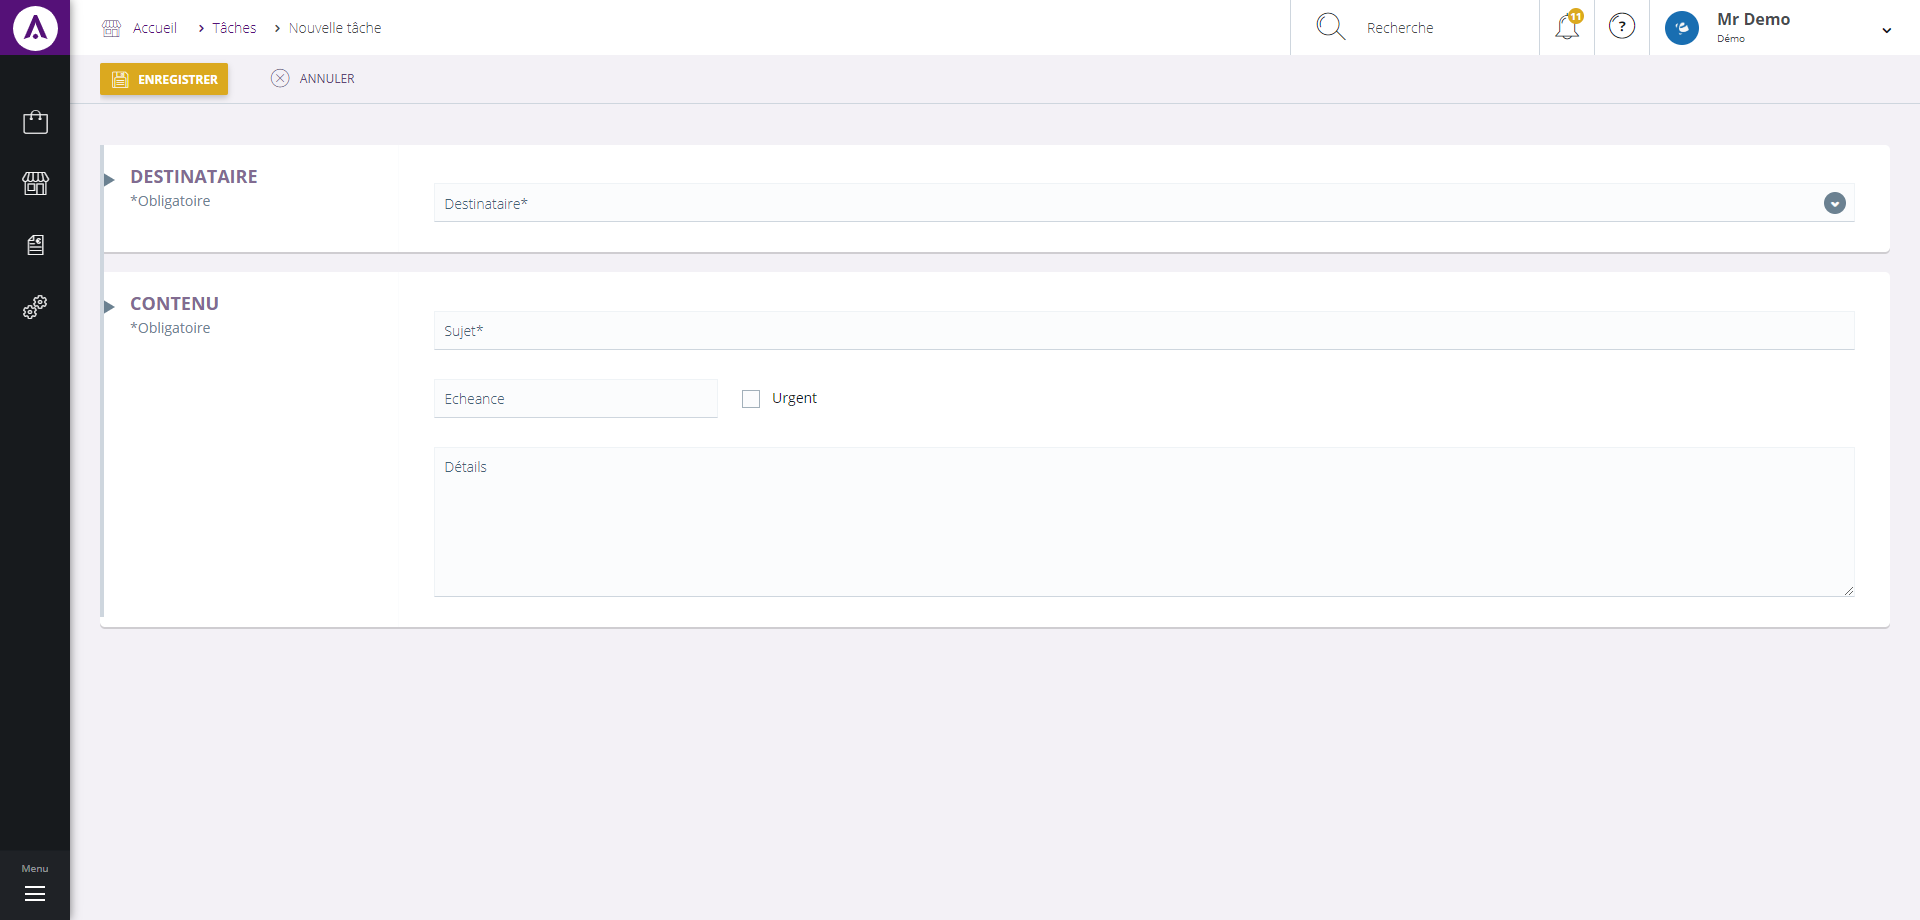 Accueil > Tâches > Nouvelle tâche
Recherche
11
?
Mr Demo
Démo
ENREGISTRER
ANNULER
DESTINATAIRE
*Obligatoire
Destinataire*
CONTENU
*Obligatoire
Sujet*
Echeance
Urgent
Détails
Menu